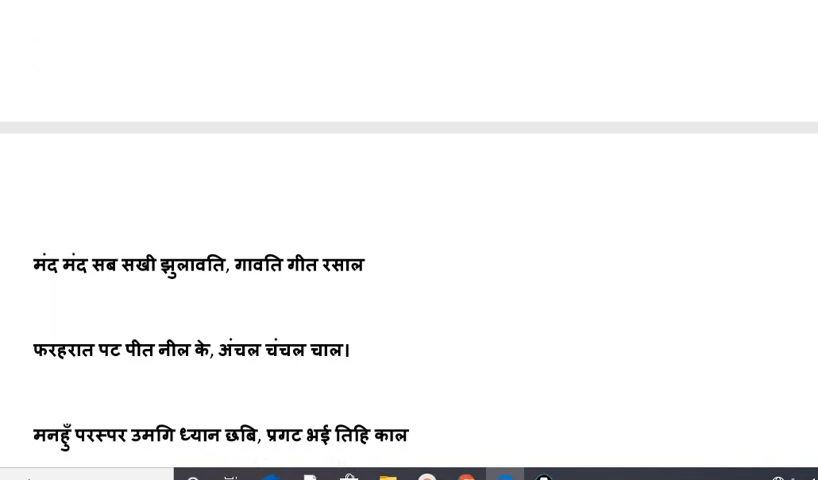 मंद मंद सब सखी झुलावति, गावति गीत रसाल
फरहरात पट पीत नील के, अंचल चंचल चाल।
मनहुँ परस्पर उमगि ध्यान छबि, प्रगट भई तिहि काल